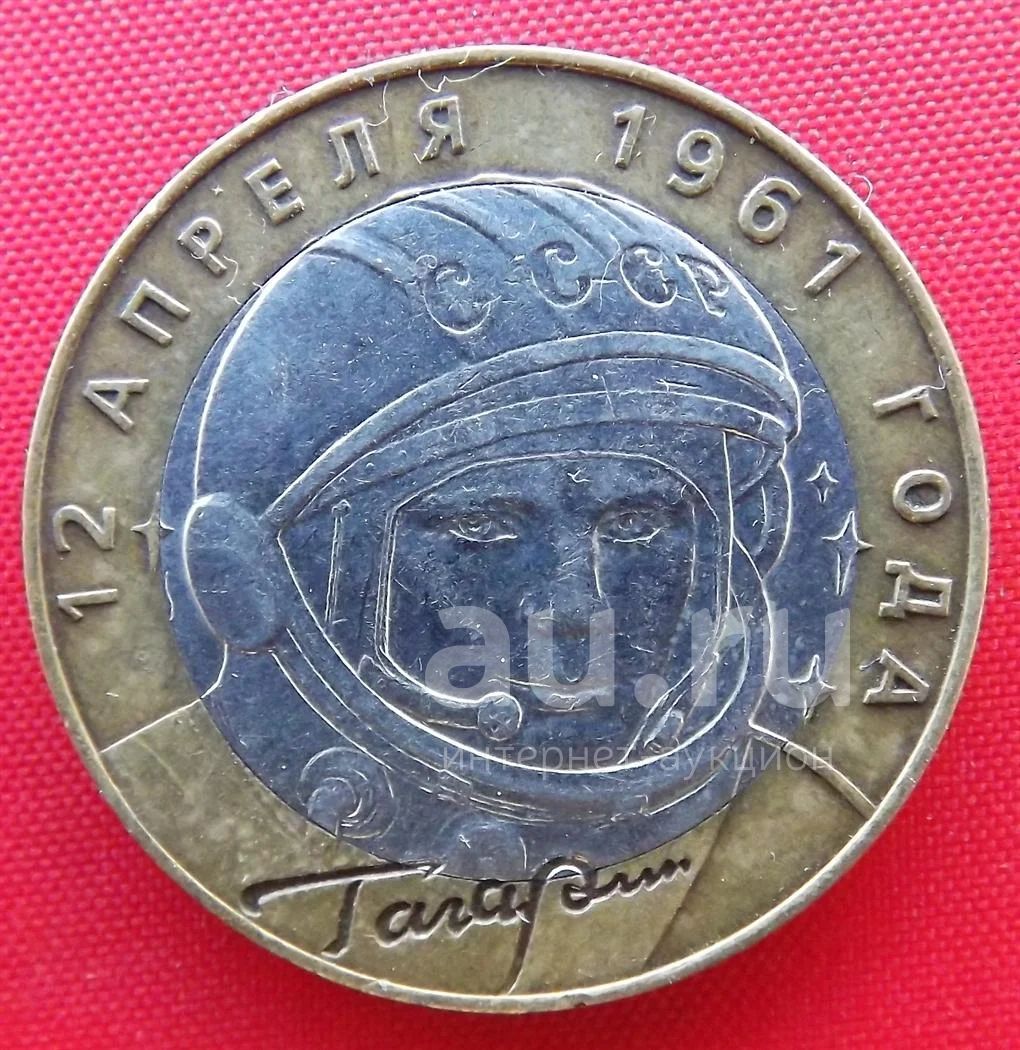 12 АПРЕЛЯ 1961 ГОДА
СССР
Гагарин
au.ru
интернет аукцион